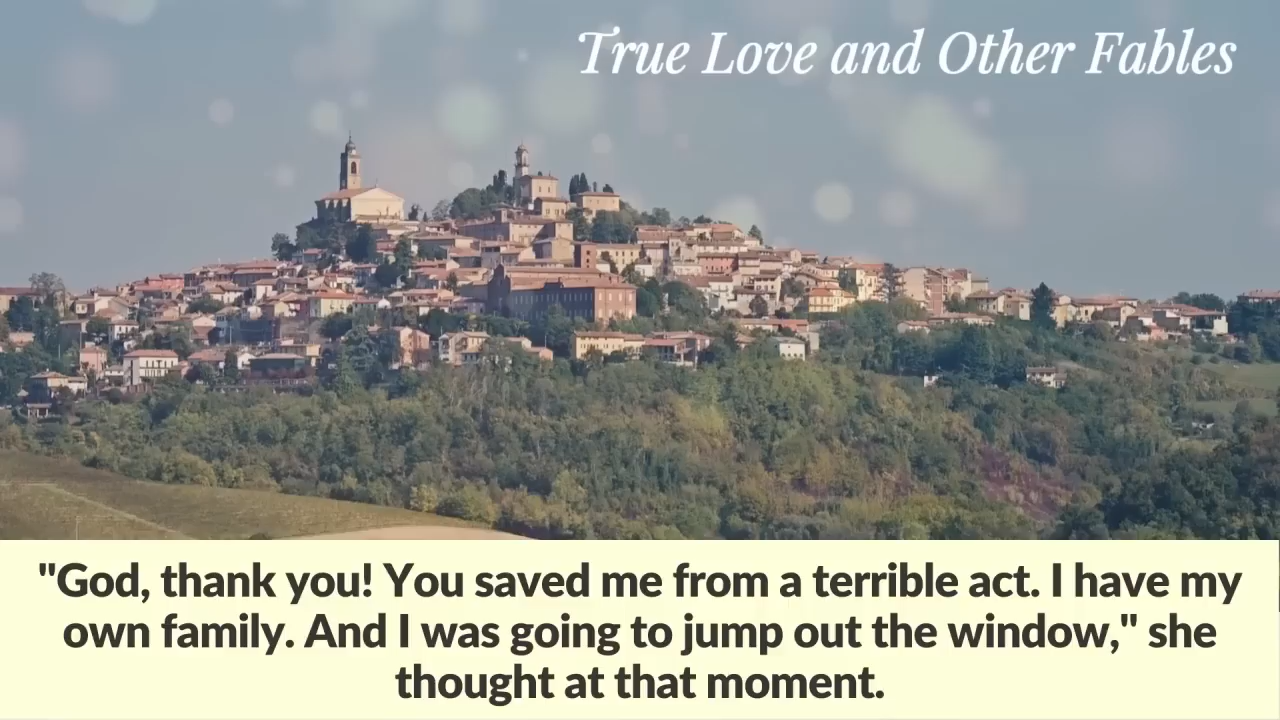 True Love and Other Fables
"God, thank you! You saved me from a terrible act. I have my
own family. And I was going to jump out the window," she
thought at that moment.